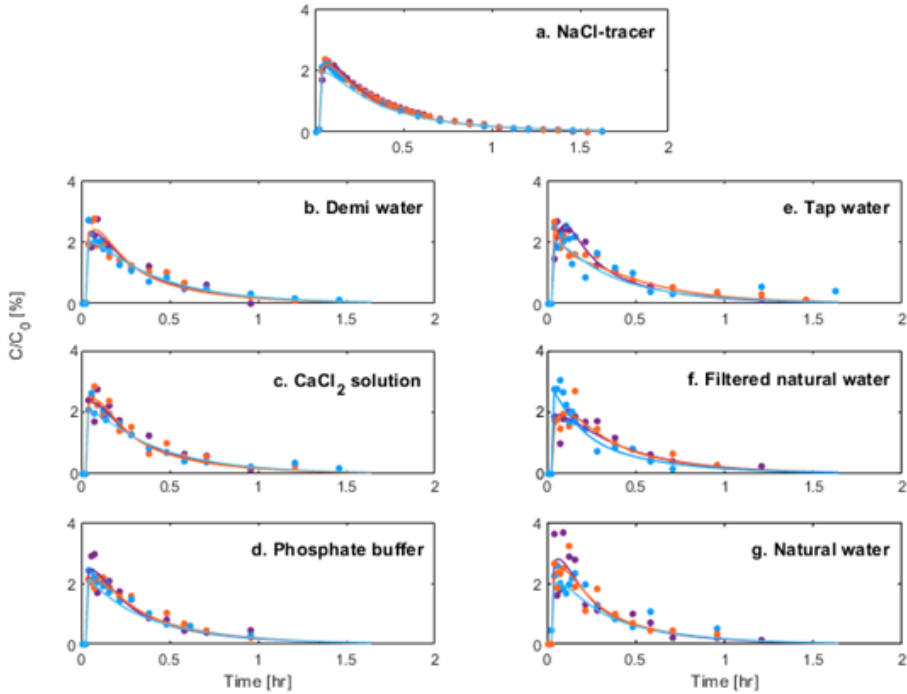 4
a. NaCl-tracer
2
0
0.5 1 1.5 2
4
b. Demi water
2
0
0 0.5 1 1.5 2
4
e. Tap water
2
0
0 0.5 1 1.5 2
C/C0 [%]
4
c. CaCl2 solution
2
0
0 0.5 1 1.5 2
4
f. Filtered natural water
2
0
0 0.5 1 1.5 2
4
d. Phosphate buffer
2
0
0 0.5 1 1.5 2
Time [hr]
4
g. Natural water
2
0
0 0.5 1 1.5 2
Time [hr]